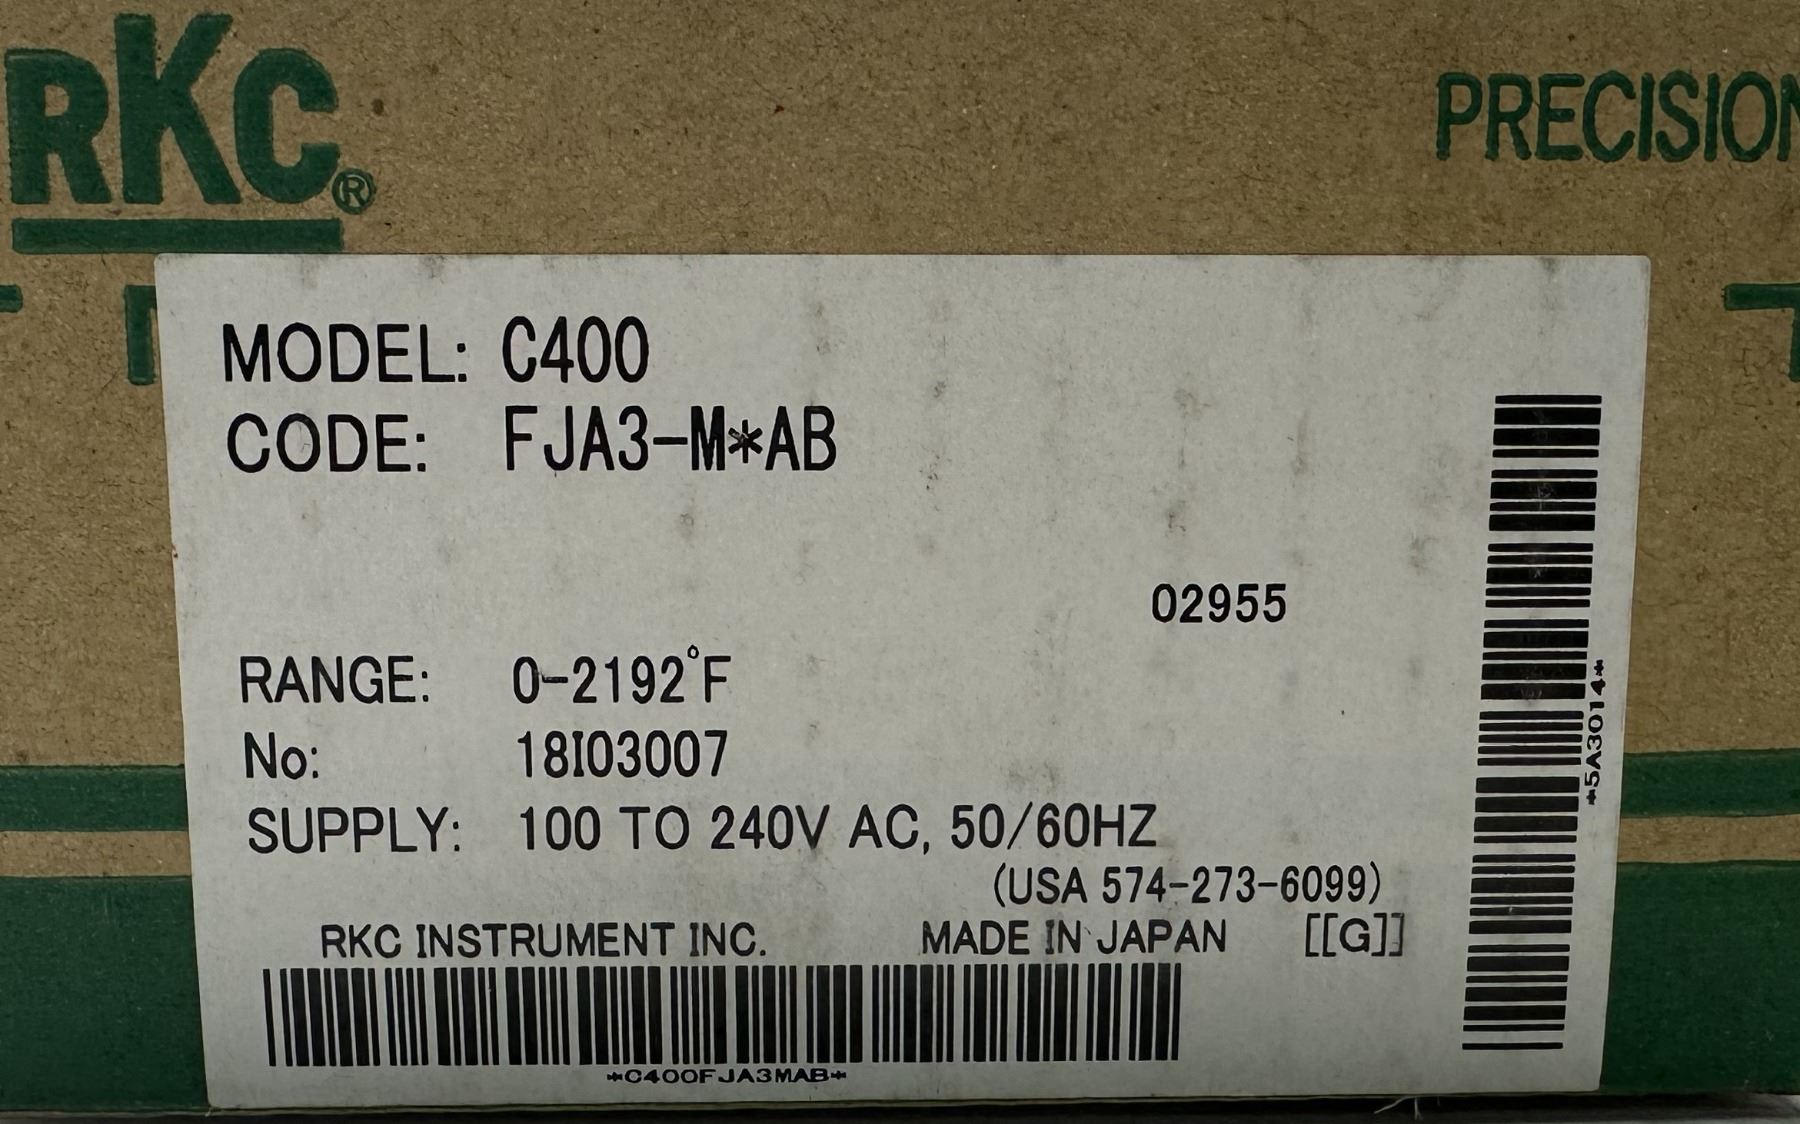 RKC®
PRECISION
MODEL: C400
CODE: FJA3-M*AB
02955
RANGE: 0-2192°F
No: 18I03007
SUPPLY: 100 TO 240V AC, 50/60HZ
(USA 574-273-6099)
RKC INSTRUMENT INC. MADE IN JAPAN [[G]]
*C400FJA3MAB*
*5A3014*